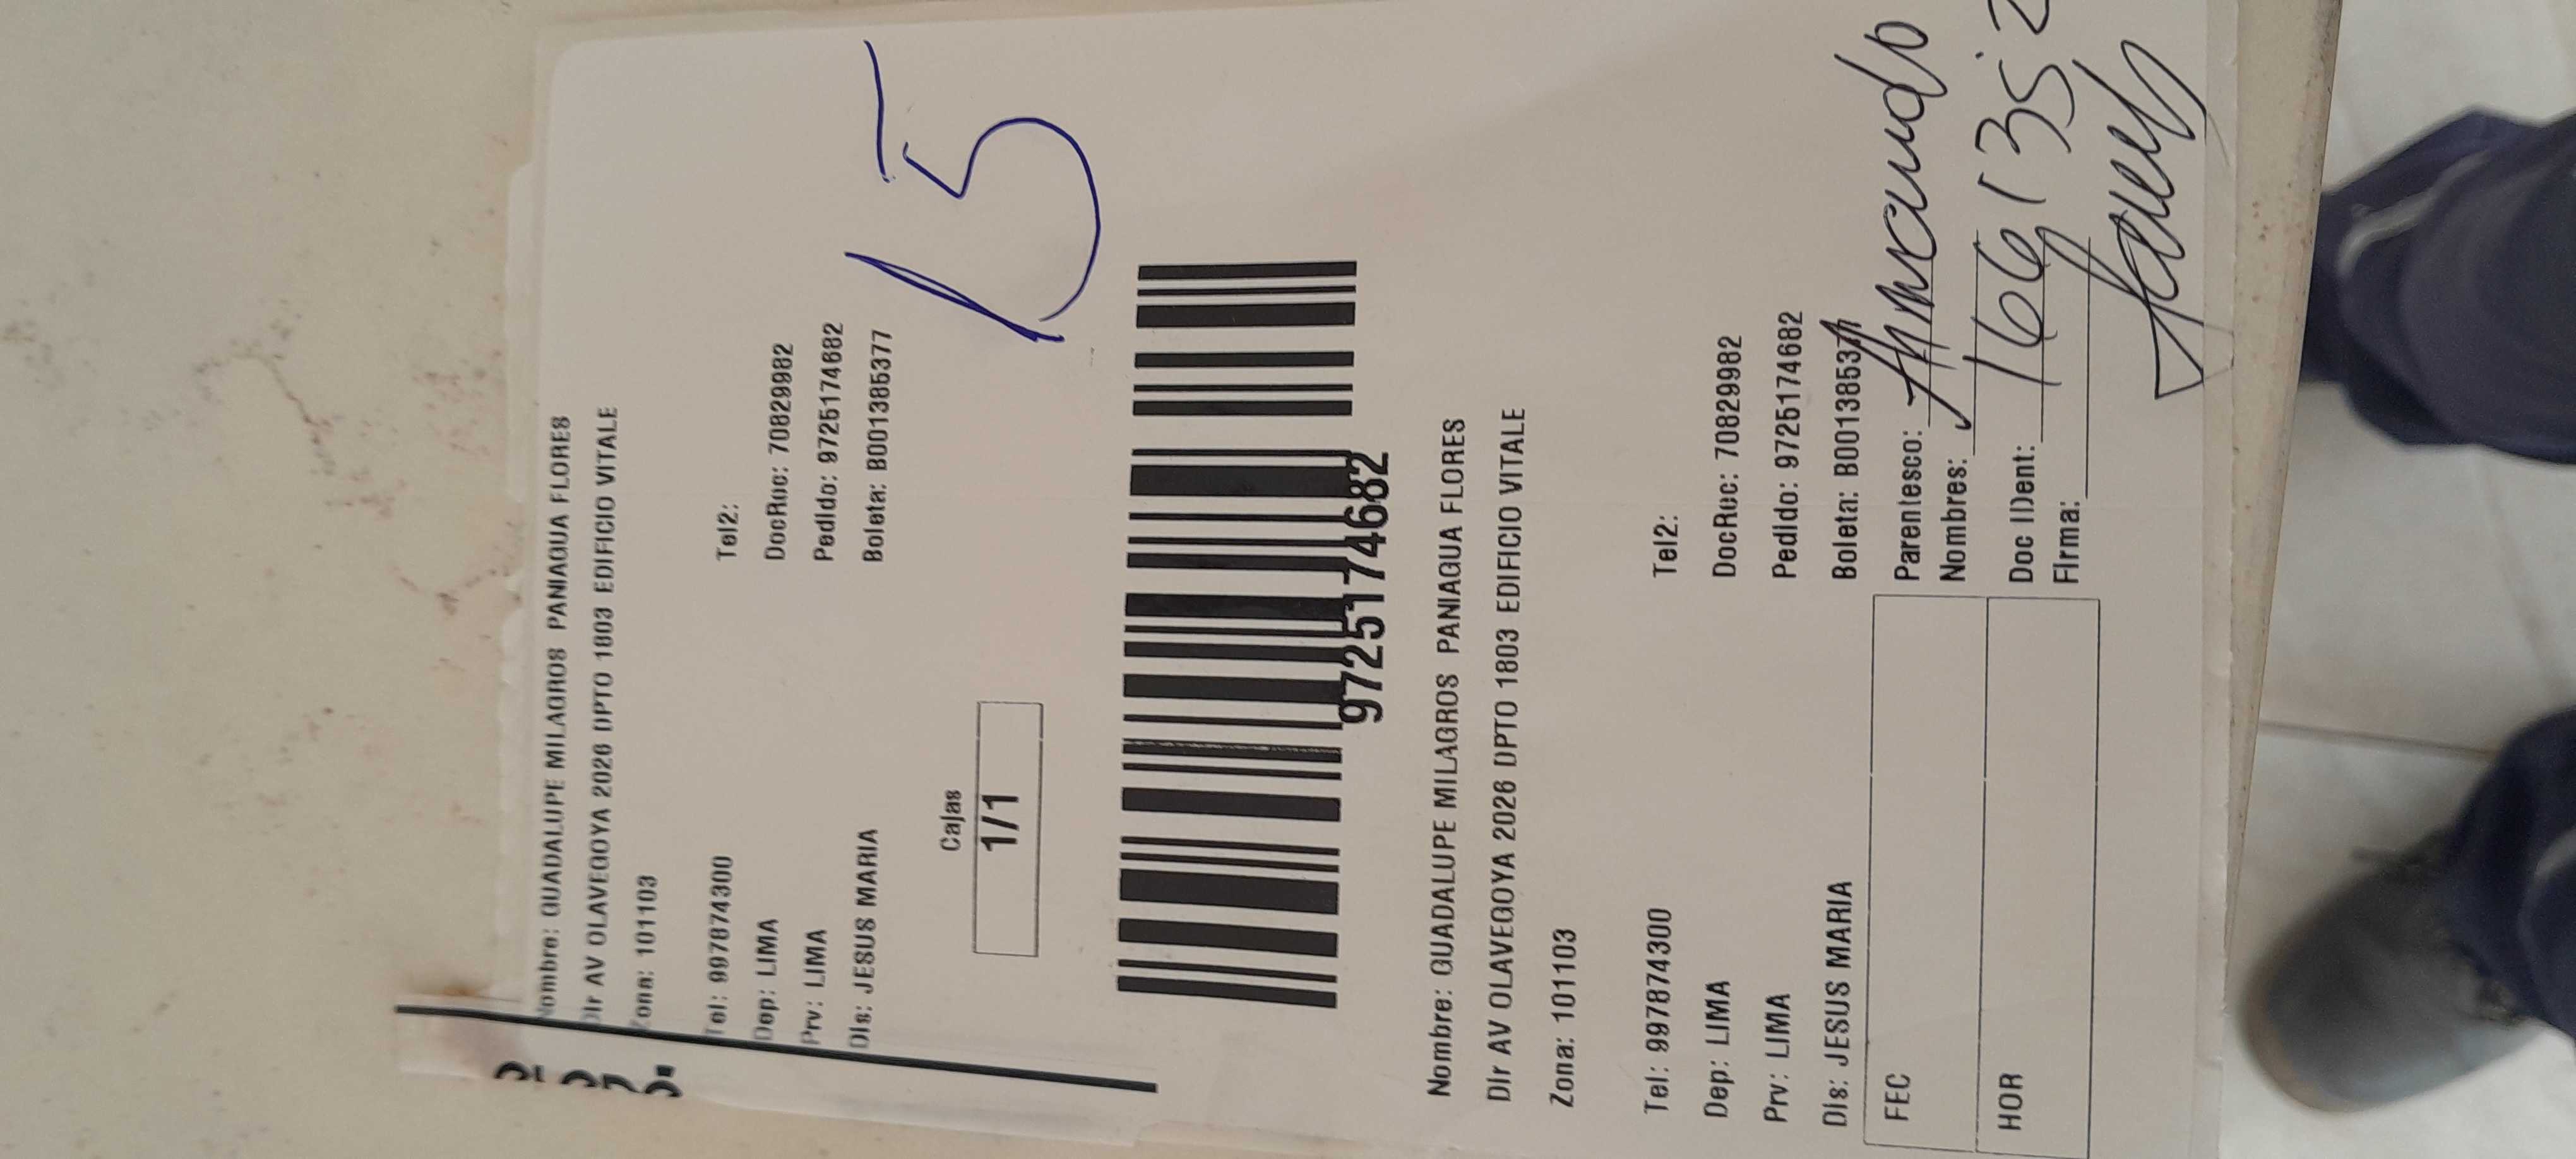 Nombre: GUADALUPE MILAGROS PANIAGUA FLORES
Dir AV OLAVEGOYA 2026 DPTO 1803 EDIFICIO VITALE
Zona: 101103
Tel: 997874300 Tel2:
Dep: LIMA DocRuc: 70829982
Prv: LIMA Pedido: 9725174682
Dis: JESUS MARIA Boleta: B001385377
15
Cajas
1/1
9725174682
Nombre: GUADALUPE MILAGROS PANIAGUA FLORES
Dir AV OLAVEGOYA 2026 DPTO 1803 EDIFICIO VITALE
Zona: 101103
Tel: 997874300 Tel2:
Dep: LIMA DocRuc: 70829982
Prv: LIMA Pedido: 9725174682
Dis: JESUS MARIA Boleta: B001385377
FEC Parentesco:
Nombres: Armando
HOR Doc IDent: 166135
Firma: